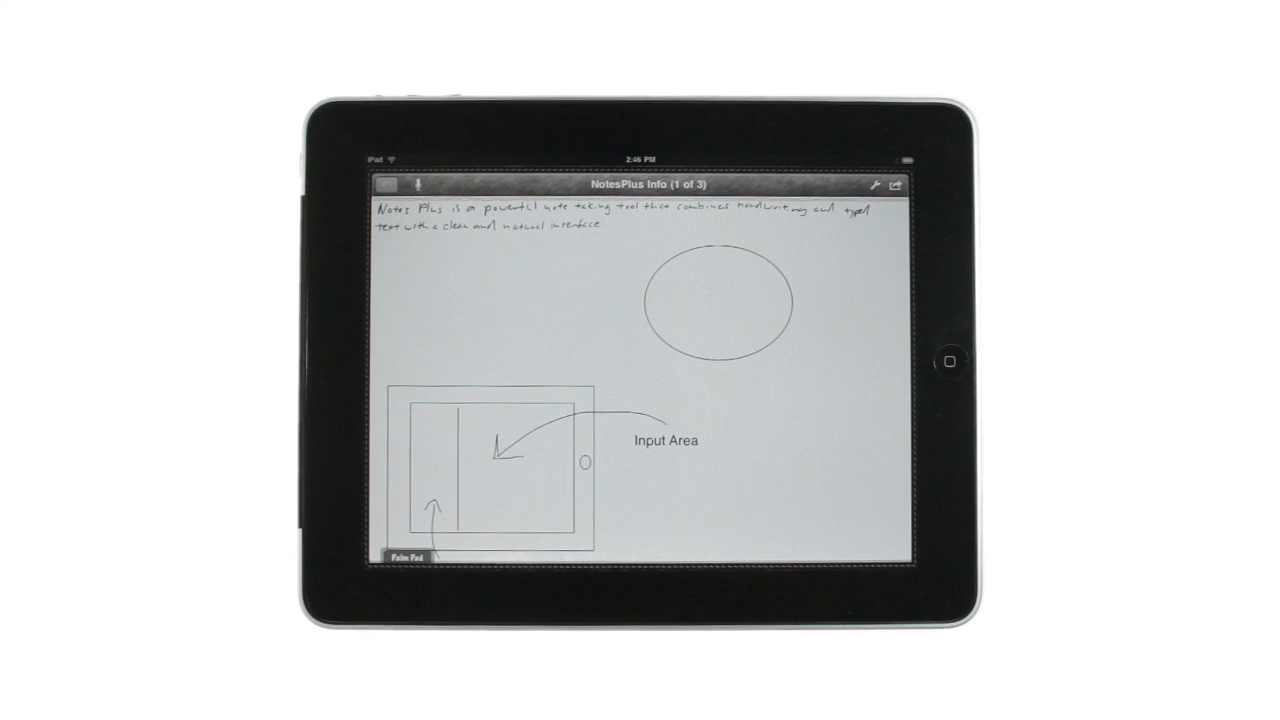 iPad 2:45 PM
NotesPlus Info (1 of 3)
Notes Plus is a powerful note taking tool that combines handwriting and typed
text with a clean and natural interface.
Input Area
Palm Pad